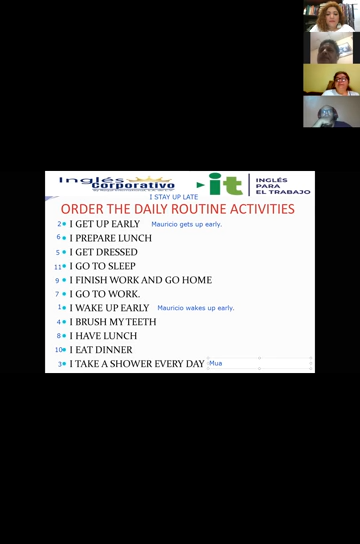 Inglés
Corporativo
it
INGLÉS
PARA
EL TRABAJO
I STAY UP LATE
ORDER THE DAILY ROUTINE ACTIVITIES
2 I GET UP EARLY Mauricio gets up early.
6 I PREPARE LUNCH
5 I GET DRESSED
11 I GO TO SLEEP
9 I FINISH WORK AND GO HOME
7 I GO TO WORK.
1 I WAKE UP EARLY Mauricio wakes up early.
4 I BRUSH MY TEETH
8 I HAVE LUNCH
10 I EAT DINNER
3 I TAKE A SHOWER EVERY DAY Mua